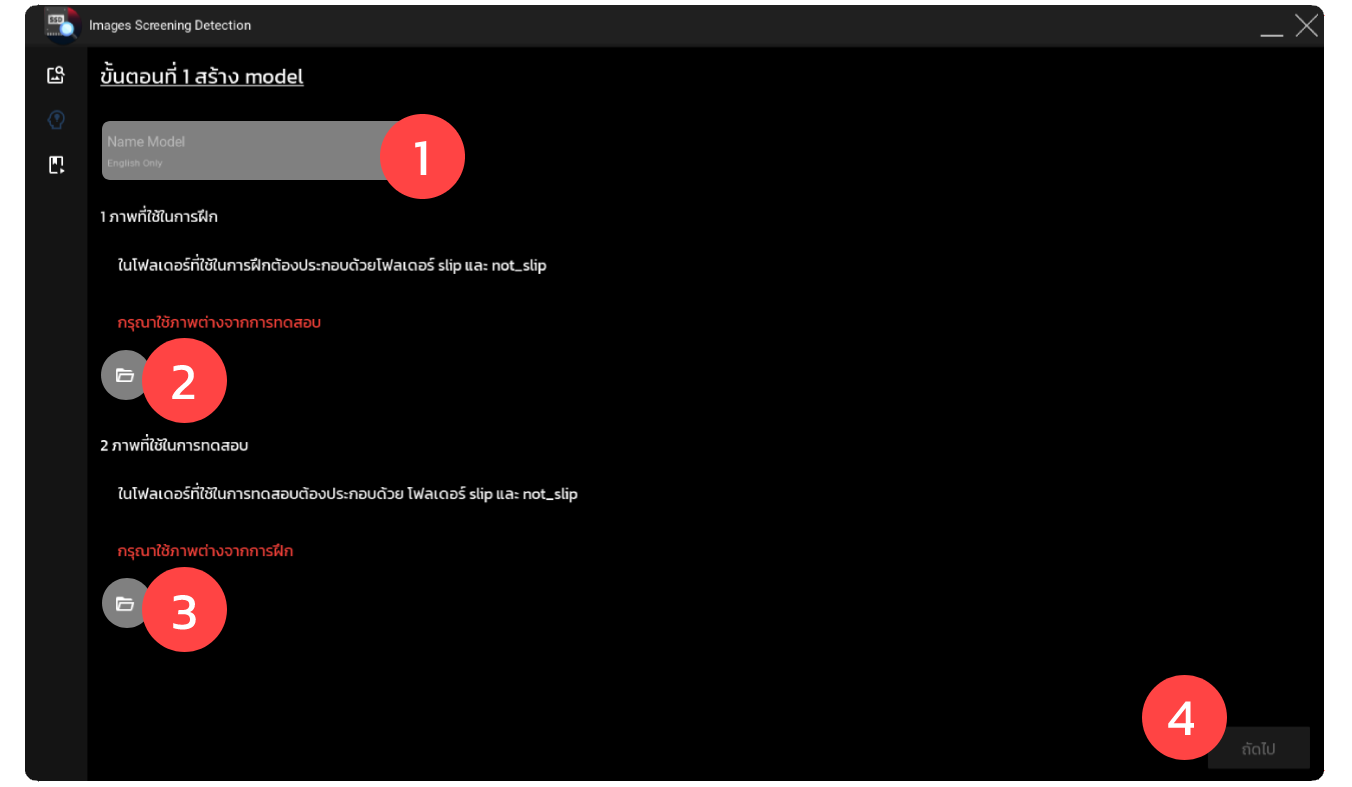 SSD
Images Screening Detection
ขั้นตอนที่ 1 สร้าง model
Name Model
English Only
1
1 ภาพที่ใช้ในการฝึก
ในโฟลเดอร์ที่ใช้ในการฝึกต้องประกอบด้วยโฟลเดอร์ slip และ not_slip
กรุณาใช้ภาพต่างจากการทดสอบ
2
2 ภาพที่ใช้ในการทดสอบ
ในโฟลเดอร์ที่ใช้ในการทดสอบต้องประกอบด้วย โฟลเดอร์ slip และ not_slip
กรุณาใช้ภาพต่างจากการฝึก
3
4
ถัดไป